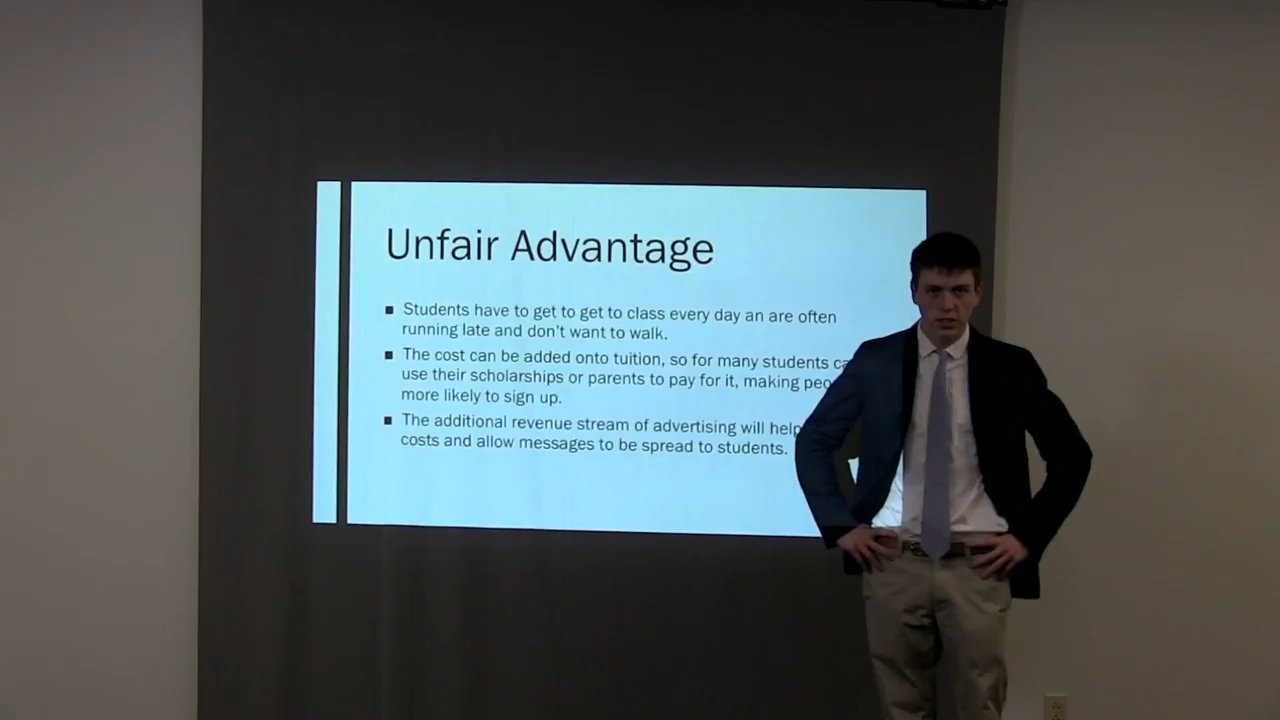 Unfair Advantage
Students have to get to get to class every day an are often
running late and don't want to walk.
The cost can be added onto tuition, so for many students
use their scholarships or parents to pay for it, making
more likely to sign up.
The additional revenue stream of advertising will help
costs and allow messages to be spread to students.